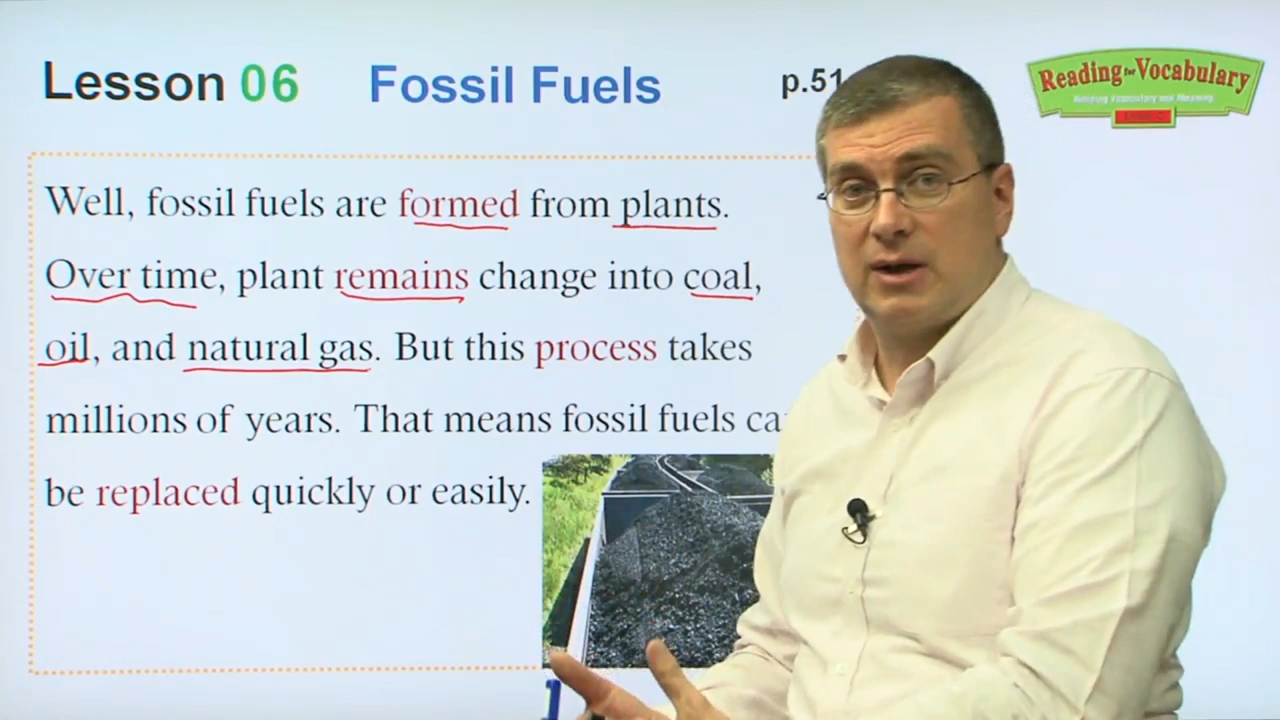 Lesson 06 Fossil Fuels p.51
Reading for Vocabulary
Well, fossil fuels are formed from plants.
Over time, plant remains change into coal,
oil, and natural gas. But this process takes
millions of years. That means fossil fuels
be replaced quickly or easily.